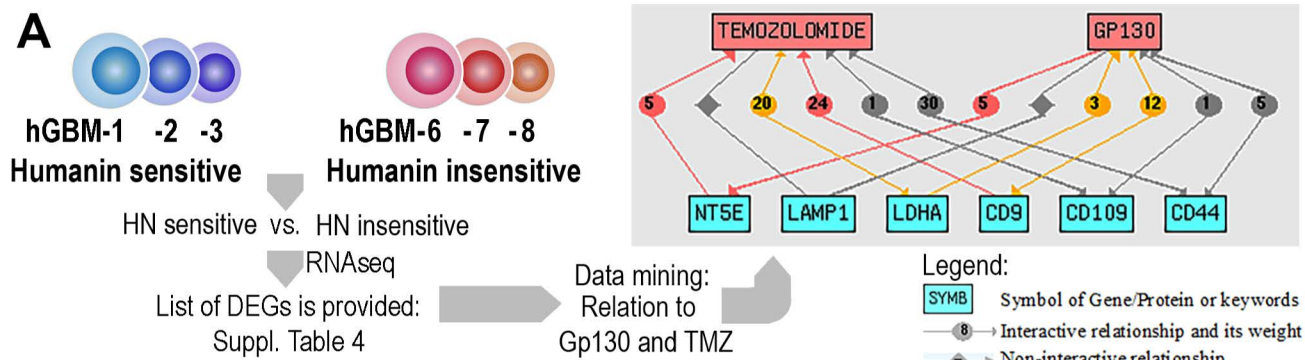 A
hGBM-1 -2 -3
Humanin sensitive
hGBM-6 -7 -8
Humanin insensitive
HN sensitive vs. HN insensitive
RNAseq
List of DEGs is provided:
Suppl. Table 4
Data mining:
Relation to
Gp130 and TMZ
TEMOZOLOMIDE GP130
5 20 24 1 30 5 3 12 1 5
NT5E LAMP1 LDHA CD9 CD109 CD44
Legend:
SYMB Symbol of Gene/Protein or keywords
8 Interactive relationship and its weight
Non-interactive relationship